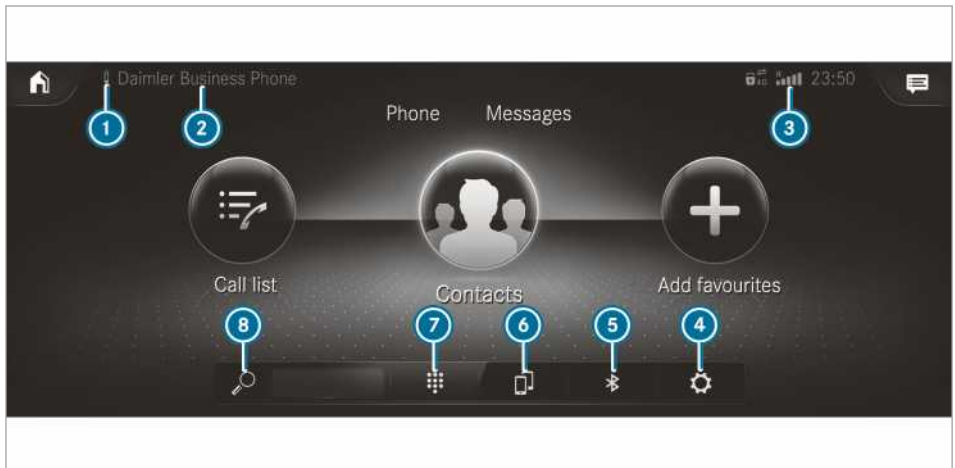 Daimler Business Phone 4G 23:50
1 2 3
Phone Messages
Call list Contacts Add favourites
8 7 6 5 4